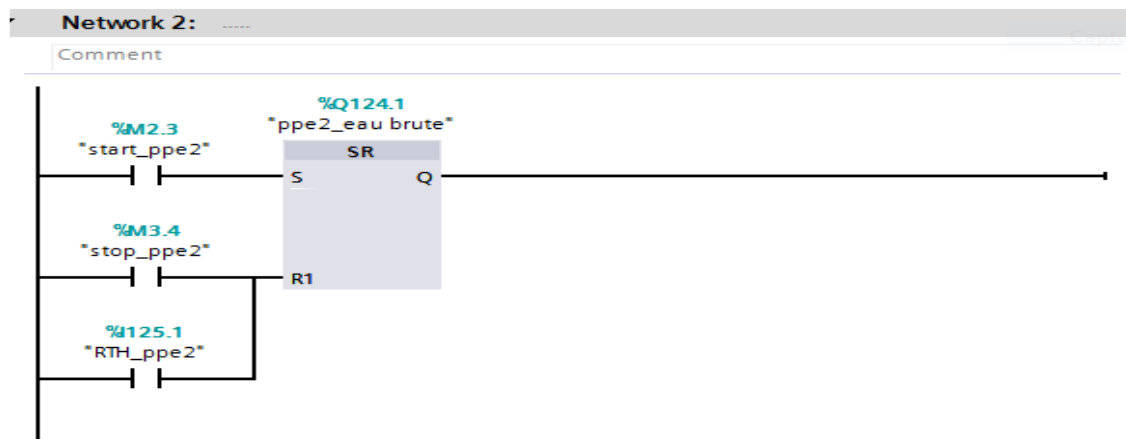 Network 2: .....
Comment
%Q124.1
"ppe2_eau brute"
%M2.3
"start_ppe2"
SR
S Q
%M3.4
"stop_ppe2"
R1
%I125.1
"RTH_ppe2"